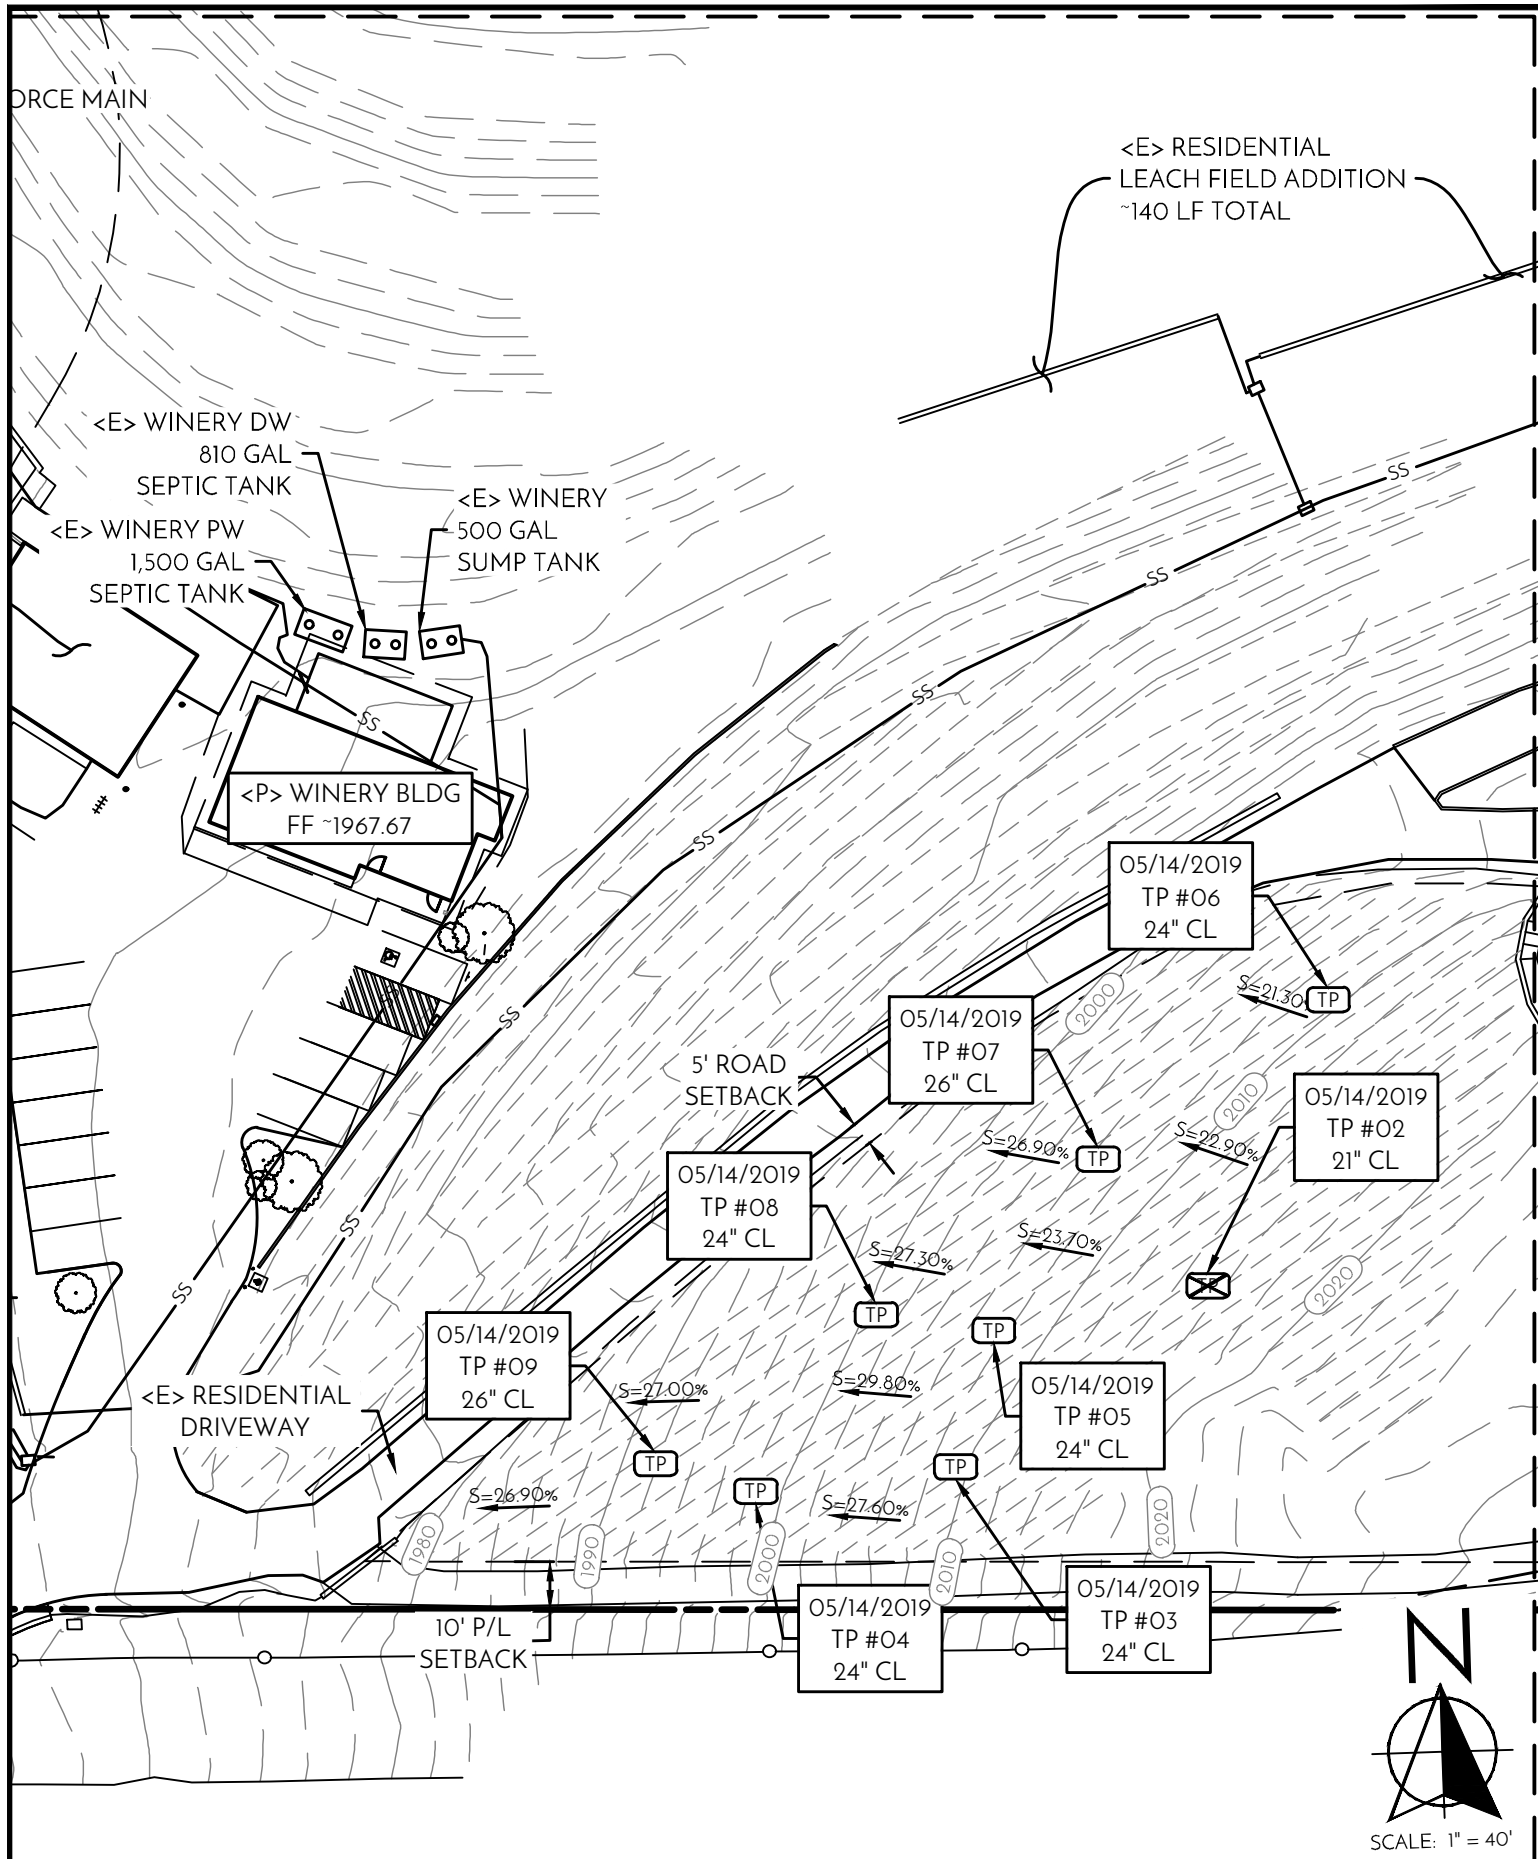 ORCE MAIN
<E> RESIDENTIAL
LEACH FIELD ADDITION
~140 LF TOTAL
<E> WINERY DW
810 GAL
SEPTIC TANK
<E> WINERY
500 GAL
SUMP TANK
<E> WINERY PW
1,500 GAL
SEPTIC TANK
SS
SS
SS
SS
SS
<P> WINERY BLDG
FF ~1967.67
SS
SS
SS
SS
05/14/2019
TP #06
24" CL
S=21.30
TP
2000
05/14/2019
TP #07
26" CL
5' ROAD
SETBACK
2010
05/14/2019
TP #02
21" CL
S=26.90%
TP
S=22.90%
05/14/2019
TP #08
24" CL
S=27.30%
S=23.70%
TP
2020
TP
TP
05/14/2019
TP #09
26" CL
S=27.00%
S=29.80%
05/14/2019
TP #05
24" CL
<E> RESIDENTIAL
DRIVEWAY
TP
TP
TP
S=26.90%
S=27.60%
1980
1990
2000
2010
2020
10' P/L
SETBACK
05/14/2019
TP #04
24" CL
05/14/2019
TP #03
24" CL
N
SCALE: 1" = 40'